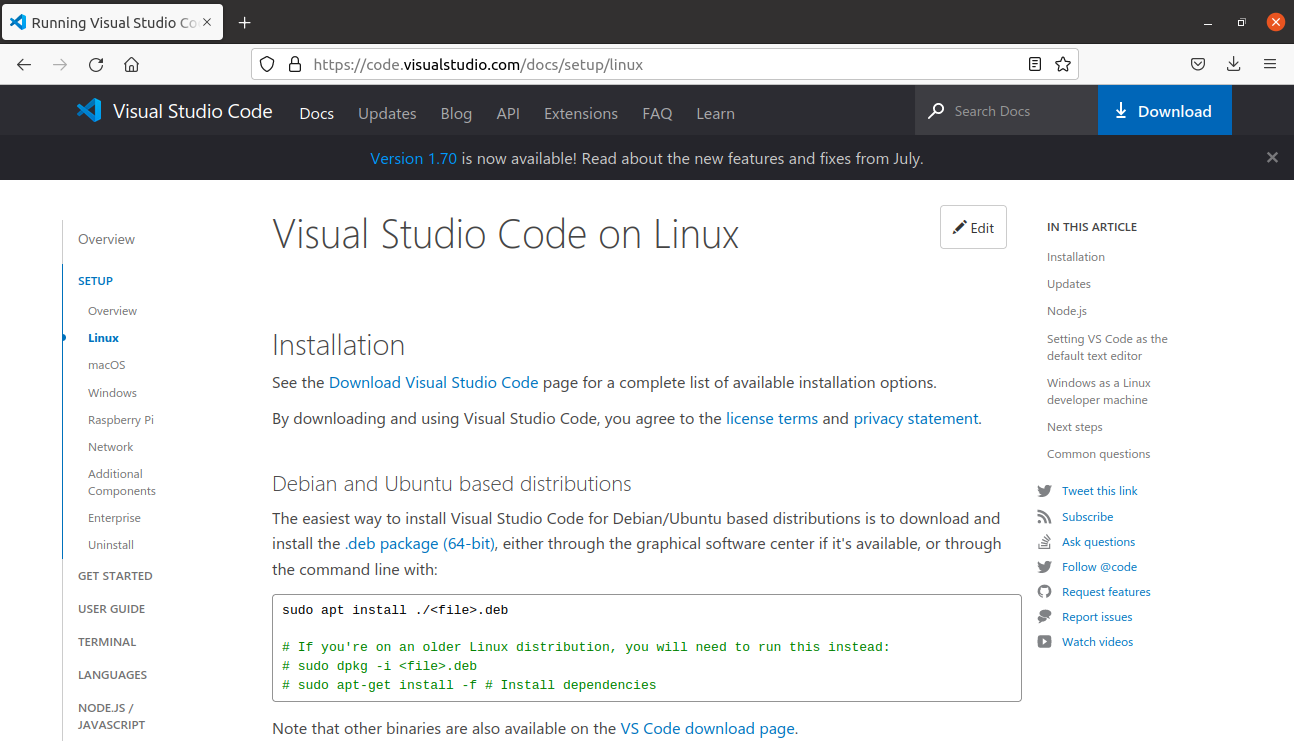 Running Visual Studio Co
https://code.visualstudio.com/docs/setup/linux
Visual Studio Code Docs Updates Blog API Extensions FAQ Learn Search Docs Download
Version 1.70 is now available! Read about the new features and fixes from July.
Overview
SETUP
Overview
Linux
macOS
Windows
Raspberry Pi
Network
Additional
Components
Enterprise
Uninstall
GET STARTED
USER GUIDE
TERMINAL
LANGUAGES
NODE.JS /
JAVASCRIPT
Visual Studio Code on Linux
Edit
Installation
See the Download Visual Studio Code page for a complete list of available installation options.
By downloading and using Visual Studio Code, you agree to the license terms and privacy statement.
Debian and Ubuntu based distributions
The easiest way to install Visual Studio Code for Debian/Ubuntu based distributions is to download and
install the .deb package (64-bit), either through the graphical software center if it's available, or through
the command line with:
sudo apt install ./<file>.deb
# If you're on an older Linux distribution, you will need to run this instead:
# sudo dpkg -i <file>.deb
# sudo apt-get install -f # Install dependencies
Note that other binaries are also available on the VS Code download page.
IN THIS ARTICLE
Installation
Updates
Node.js
Setting VS Code as the
default text editor
Windows as a Linux
developer machine
Next steps
Common questions
Tweet this link
Subscribe
Ask questions
Follow @code
Request features
Report issues
Watch videos